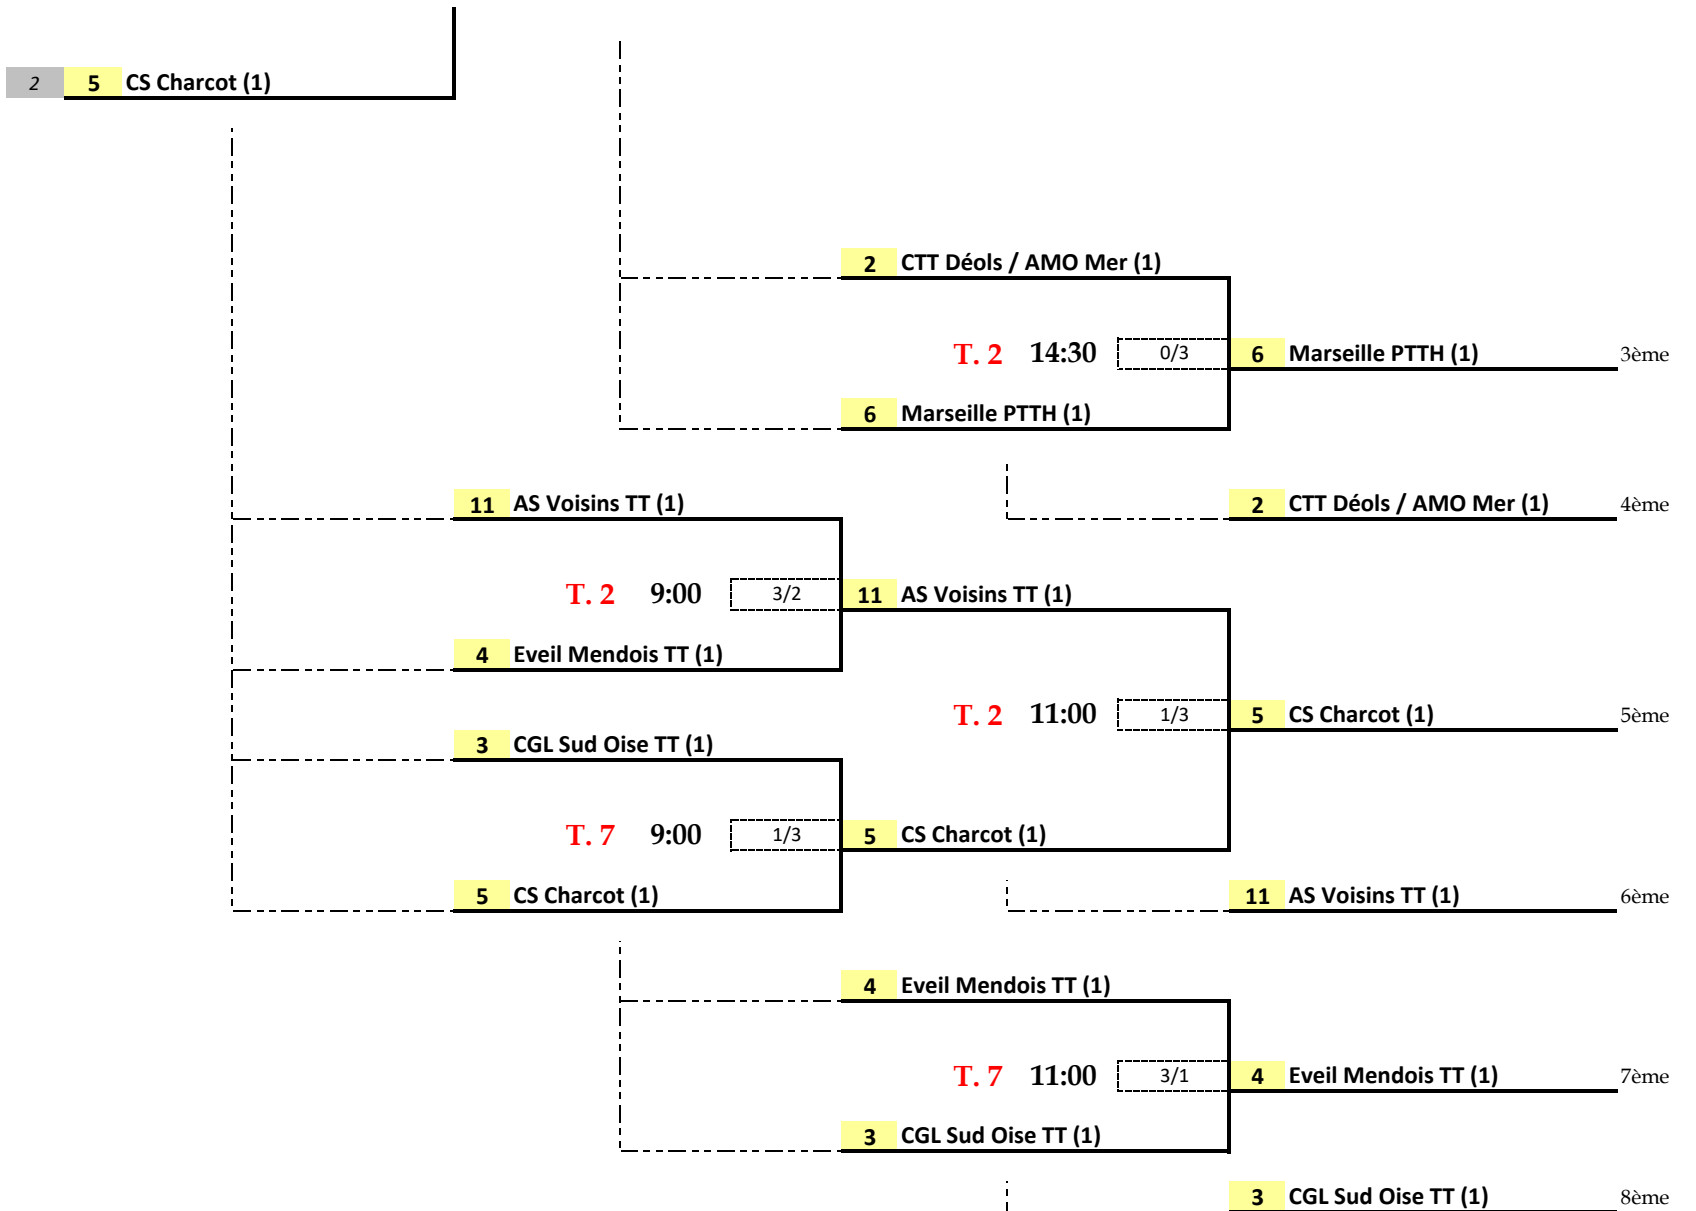 2 5 CS Charcot (1)
2 CTT Déols / AMO Mer (1)
T. 2 14:30 0/3 6 Marseille PTTH (1) 3ème
6 Marseille PTTH (1)
11 AS Voisins TT (1) 2 CTT Déols / AMO Mer (1) 4ème
T. 2 9:00 3/2 11 AS Voisins TT (1)
4 Eveil Mendois TT (1)
T. 2 11:00 1/3 5 CS Charcot (1) 5ème
3 CGL Sud Oise TT (1)
T. 7 9:00 1/3 5 CS Charcot (1)
5 CS Charcot (1) 11 AS Voisins TT (1) 6ème
4 Eveil Mendois TT (1)
T. 7 11:00 3/1 4 Eveil Mendois TT (1) 7ème
3 CGL Sud Oise TT (1)
3 CGL Sud Oise TT (1) 8ème